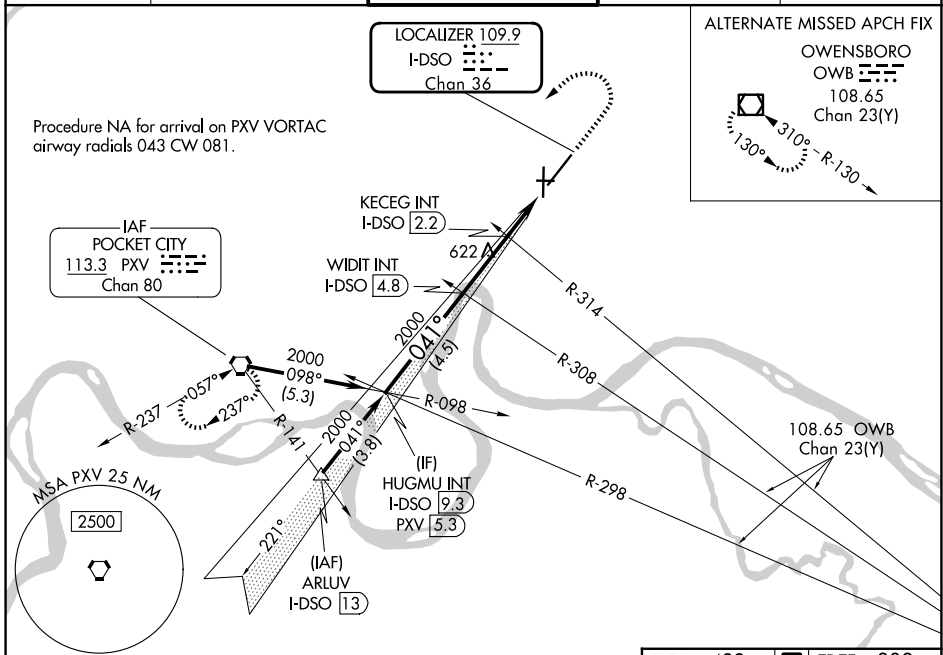 LOCALIZER 109.9
I-DSO
Chan 36
ALTERNATE MISSED APCH FIX
OWENSBORO
OWB
108.65
Chan 23(Y)
310° - R-130
130°
Procedure NA for arrival on PXV VORTAC
airway radials 043 CW 081.
IAF
POCKET CITY
113.3 PXV
Chan 80
KECEG INT
I-DSO 2.2
622
WIDIT INT
I-DSO 4.8
R-314
R-308
2000
041°
(4.5)
2000
098°
(5.3)
R-098
R-237
057°
237°
R-141
2000
041°
(3.8)
108.65 OWB
Chan 23(Y)
R-298
(IF)
HUGMU INT
I-DSO 9.3
PXV 5.3
MSA PXV 25 NM
2500
221°
(IAF)
ARLUV
I-DSO 13